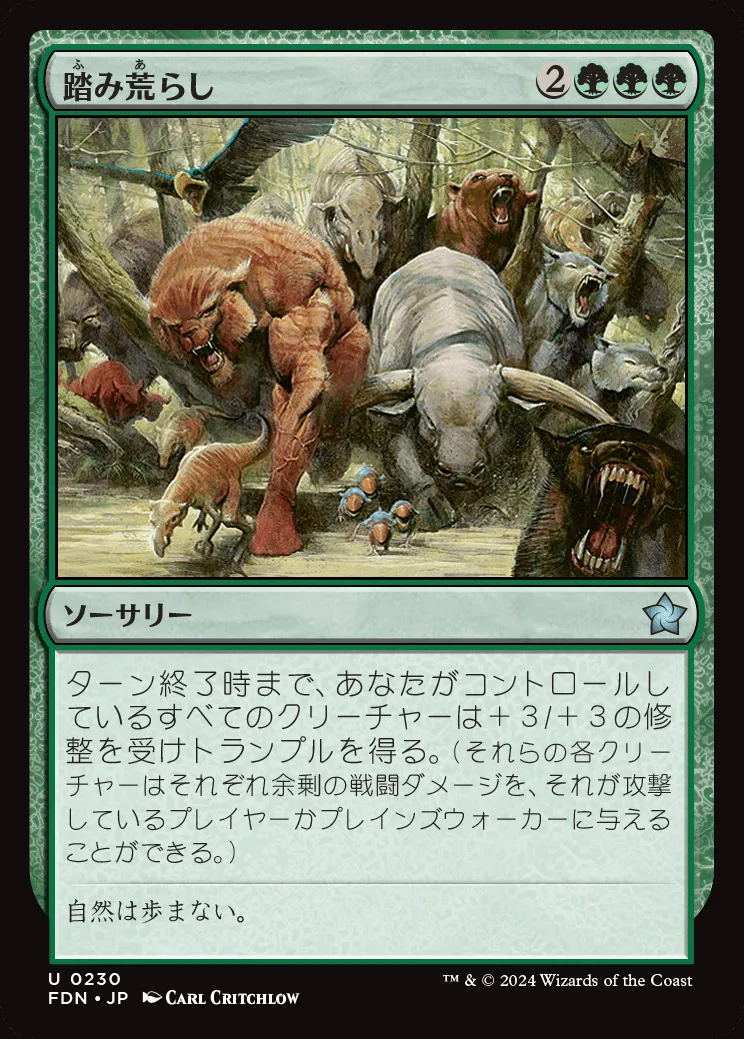 踏み荒らし 2
ソーサリー
ターン終了時まで、あなたがコントロールし
ているすべてのクリーチャーは+3/+3の修
整を受けトランプルを得る。(それらの各クリー
チャーはそれぞれ余剰の戦闘ダメージを、それが攻撃
しているプレイヤーかプレインズウォーカーに与える
ことができる。)
自然は歩まない。
U 0230
FDN • JP CARL CRITCHLOW
™ & © 2024 Wizards of the Coast